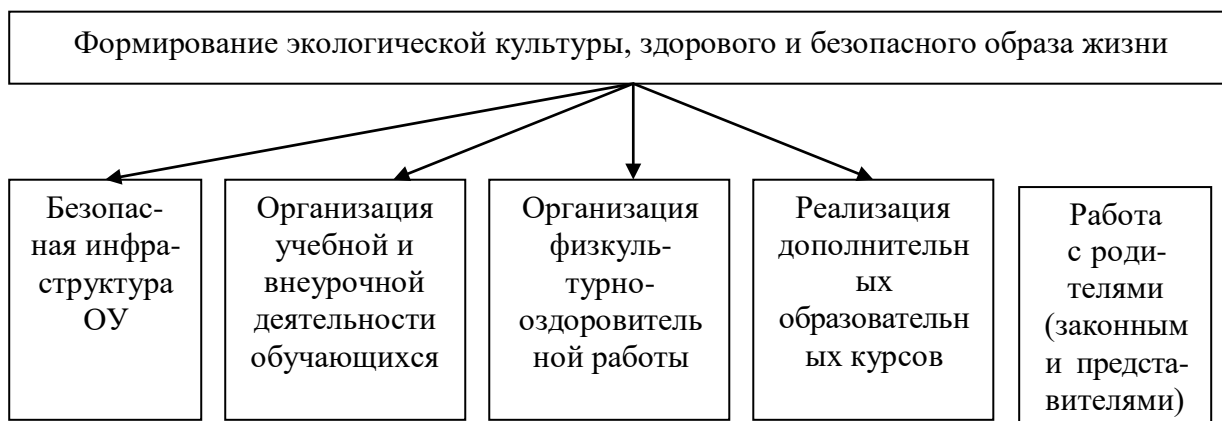 Формирование экологической культуры, здорового и безопасного образа жизни
Безопас-
ная инфра-
структура
ОУ
Организация
учебной и
внеурочной
деятельности
обучающихся
Организация
физкуль-
турно-
оздоровитель
ной работы
Реализация
дополнительн
ых
образовательн
ых курсов
Работа
с роди-
телями
(законным
и предста-
вителями)